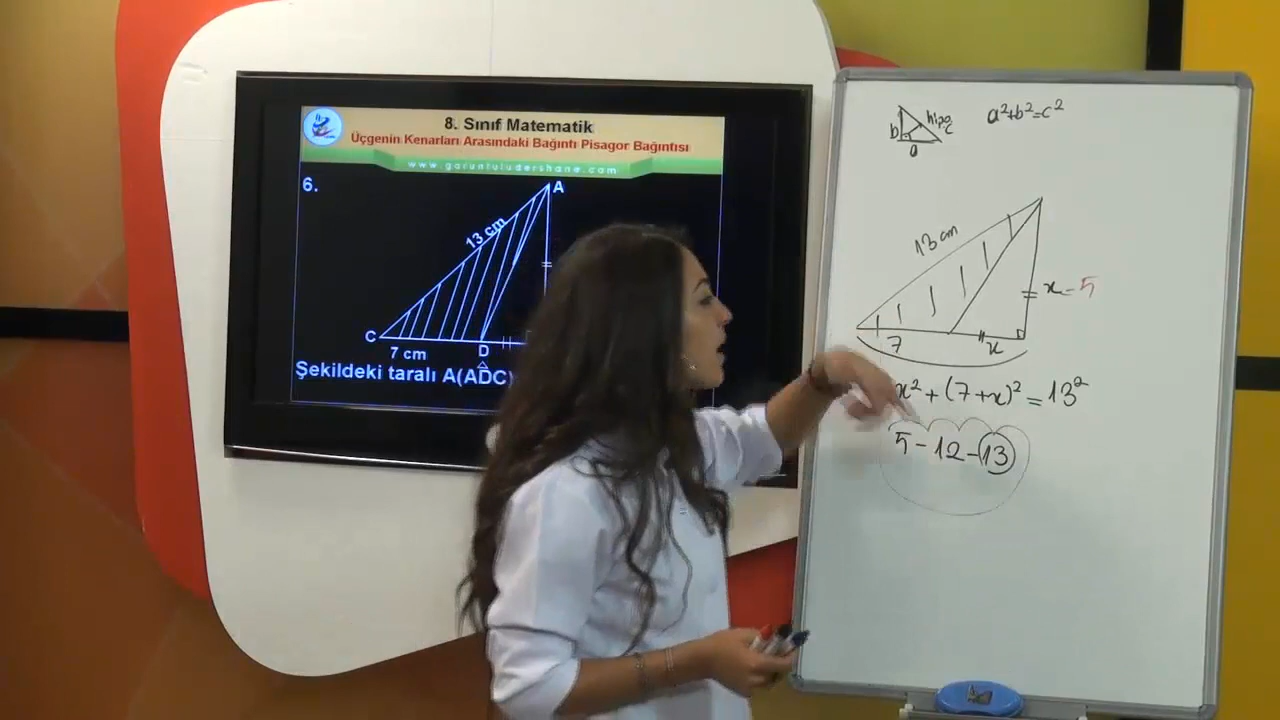 8. Sınıf Matematik
Üçgenin Kenarları Arasındaki Bağıntı Pisagor Bağıntısı
www.goruntuludershane.com
6.
A
13 cm
C
7 cm
D
Şekildeki taralı A(ADC)
b
hipo
c
a
a²+b²=c²
13 cm
x=5
7
x
x²+(7+x)²=13²
5-12-13